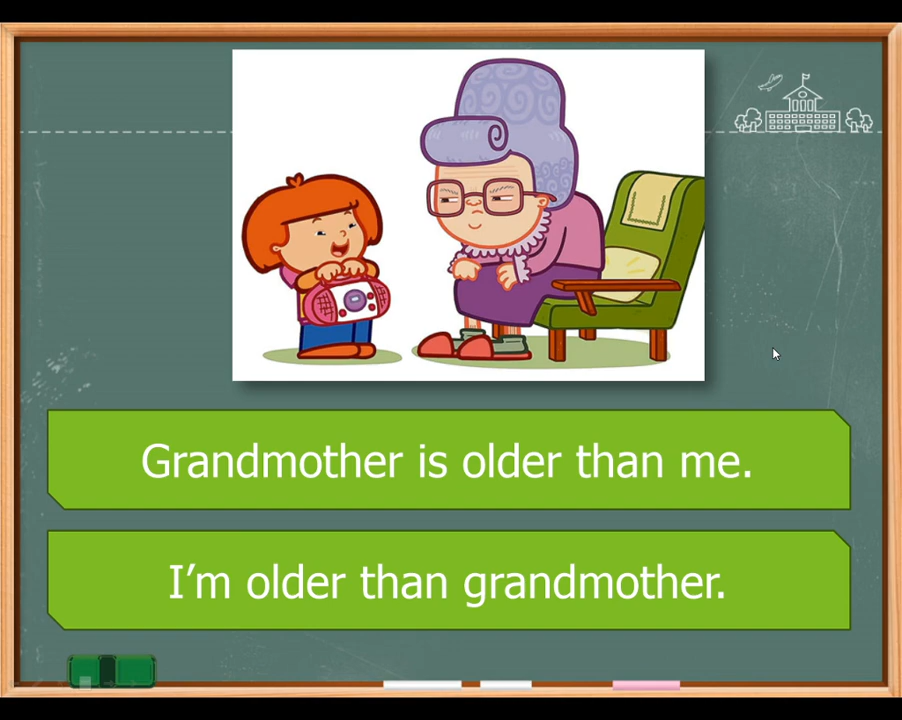 Grandmother is older than me.
I’m older than grandmother.